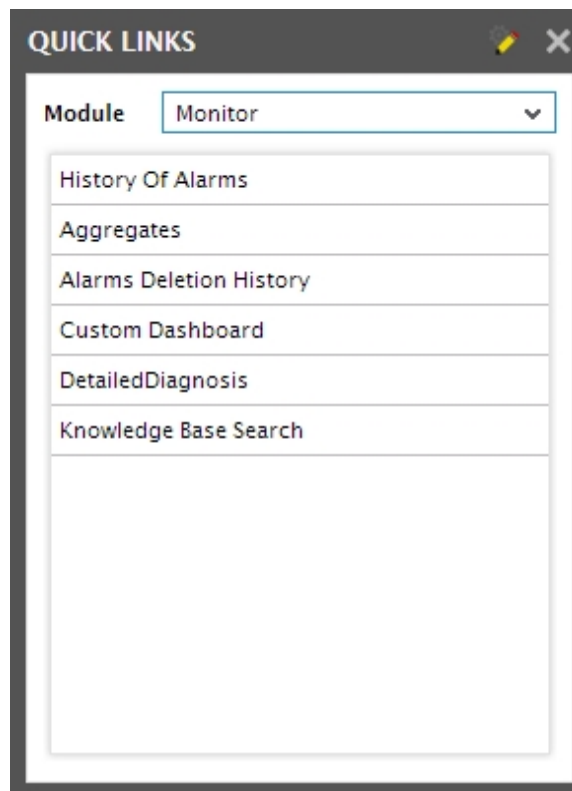 QUICK LINKS
Module Monitor
History Of Alarms
Aggregates
Alarms Deletion History
Custom Dashboard
DetailedDiagnosis
Knowledge Base Search